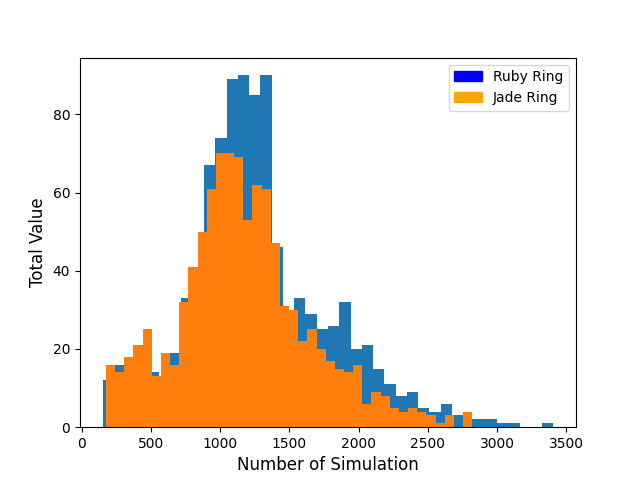 Ruby Ring
Jade Ring
Total Value
80
60
40
20
0
0 500 1000 1500 2000 2500 3000 3500
Number of Simulation